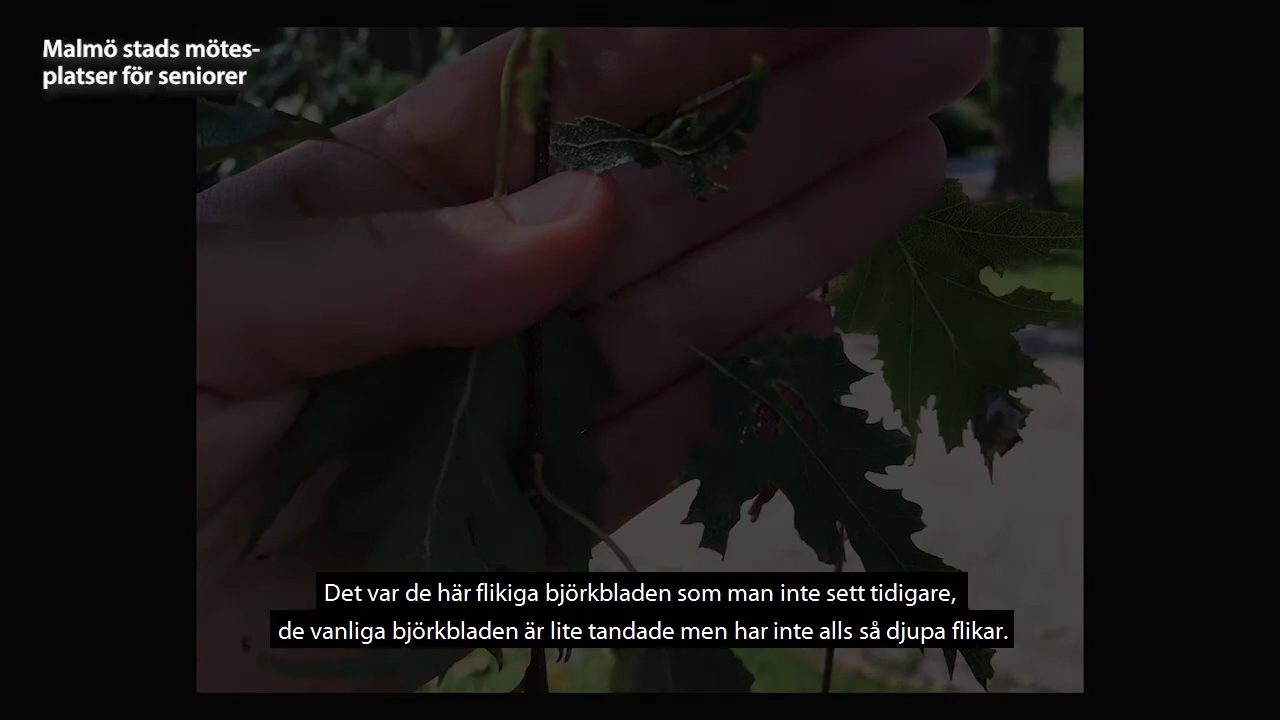 Malmö stads mötes-
platser för seniorer
Det var de här flikiga björkbladen som man inte sett tidigare,
de vanliga björkbladen är lite tandade men har inte alls så djupa flikar.